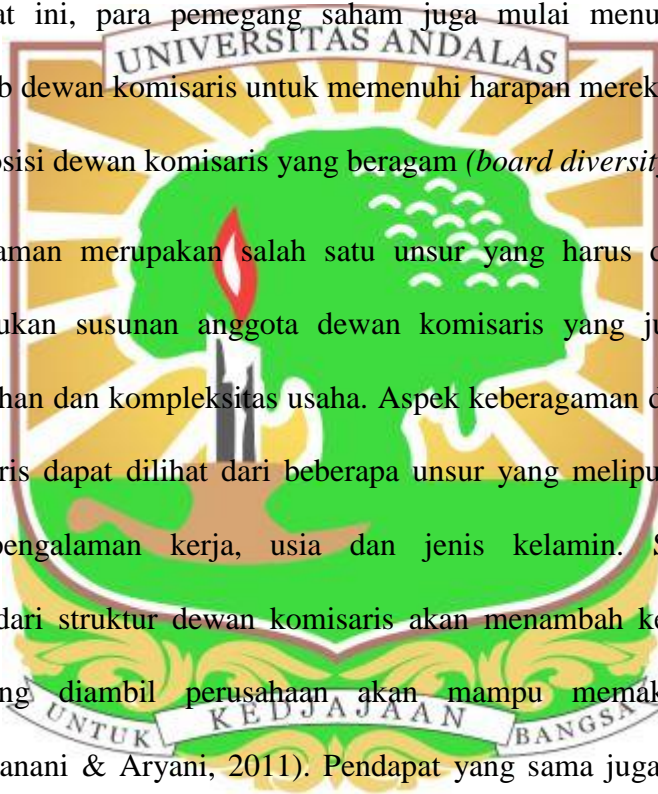 at ini, para pemegang saham juga mulai menu
UNIVERSITAS ANDALAS
b dewan komisaris untuk memenuhi harapan merek
osisi dewan komisaris yang beragam (board diversity
aman merupakan salah satu unsur yang harus d
ukan susunan anggota dewan komisaris yang ju
han dan kompleksitas usaha. Aspek keberagaman d
ris dapat dilihat dari beberapa unsur yang melipu
pengalaman kerja, usia dan jenis kelamin. S
dari struktur dewan komisaris akan menambah ke
ng diambil perusahaan akan mampu memak
UNTUK KEDJAJAAN BANGSA
anani & Aryani, 2011). Pendapat yang sama juga